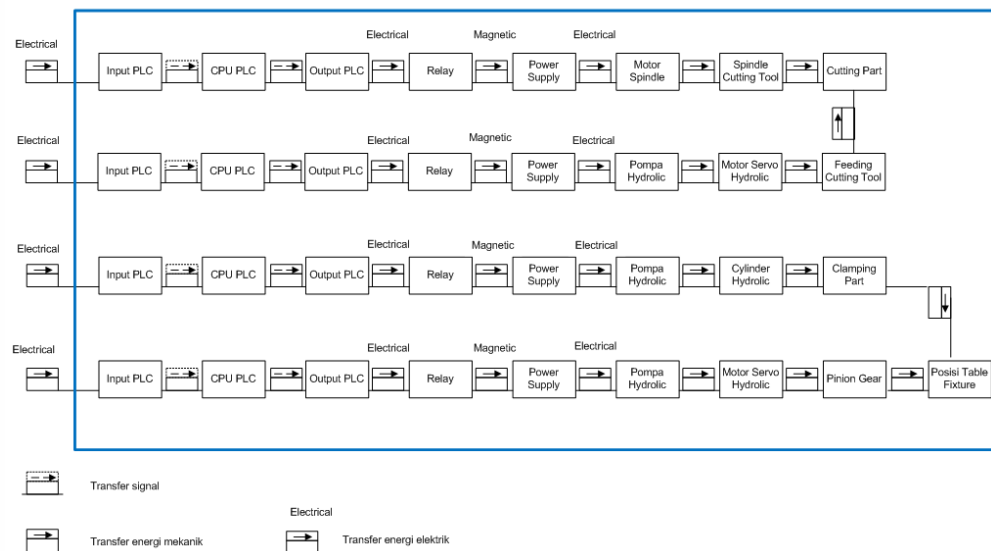 Electrical Magnetic Electrical
Electrical
Input PLC CPU PLC Output PLC Relay Power Supply Motor Spindle Spindle Cutting Tool Cutting Part
Electrical Electrical Magnetic Electrical
Input PLC CPU PLC Output PLC Relay Power Supply Pompa Hydrolic Motor Servo Hydrolic Feeding Cutting Tool
Electrical Electrical Magnetic Electrical
Input PLC CPU PLC Output PLC Relay Power Supply Pompa Hydrolic Cylinder Hydrolic Clamping Part
Electrical Electrical Magnetic Electrical
Input PLC CPU PLC Output PLC Relay Power Supply Pompa Hydrolic Motor Servo Hydrolic Pinion Gear Posisi Table Fixture
Transfer signal
Electrical
Transfer energi mekanik Transfer energi elektrik